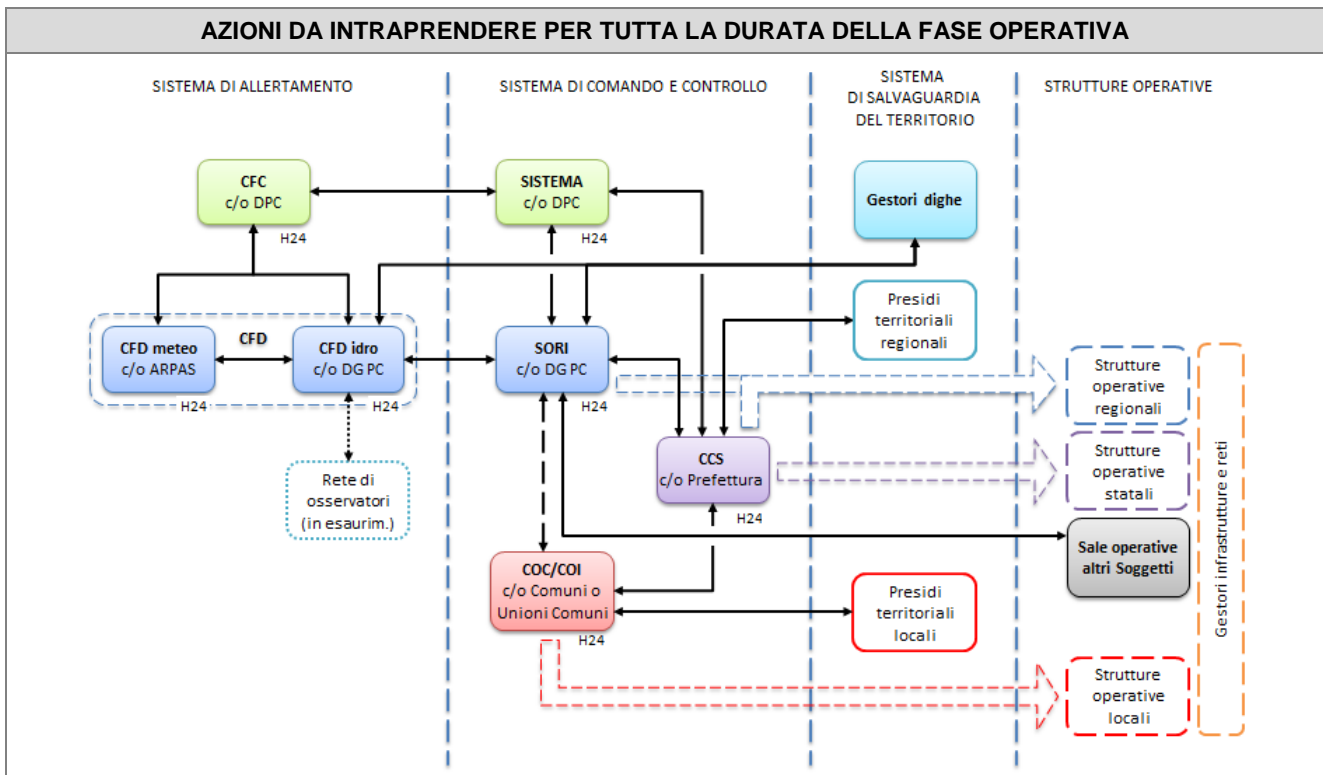 AZIONI DA INTRAPRENDERE PER TUTTA LA DURATA DELLA FASE OPERATIVA
SISTEMA DI ALLERTAMENTO
SISTEMA DI COMANDO E CONTROLLO
SISTEMA
DI SALVAGUARDIA
DEL TERRITORIO
STRUTTURE OPERATIVE
CFC
c/o DPC
H24
SISTEMA
c/o DPC
H24
Gestori dighe
CFD meteo
c/o ARPAS
H24
CFD
CFD idro
c/o DG PC
H24
SORI
c/o DG PC
H24
Presidi
territoriali
regionali
Strutture
operative
regionali
CCS
c/o Prefettura
H24
Strutture
operative
statali
Rete di
osservatori
(in esaurim.)
Sale operative
altri Soggetti
COC/COI
c/o Comuni o
Unioni Comuni
H24
Presidi
territoriali
locali
Strutture
operative
locali
Gestori infrastrutture e reti